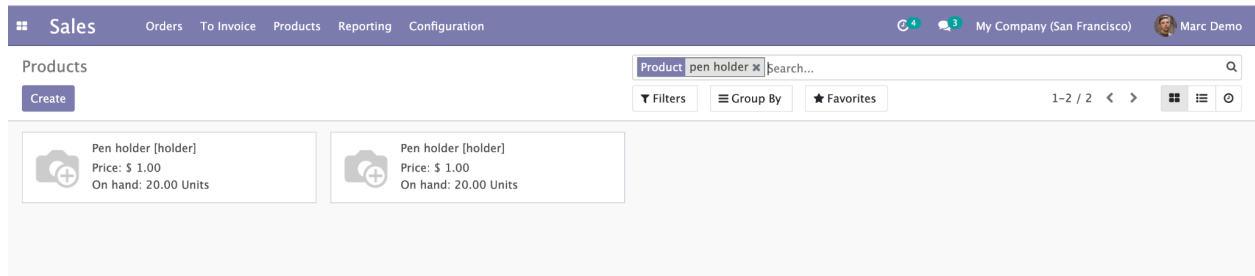 Sales Orders To Invoice Products Reporting Configuration 4 3 My Company (San Francisco) Marc Demo
Products
Product pen holder ✖ Search...
Create
Filters Group By Favorites 1-2 / 2
Pen holder [holder]
Price: $ 1.00
On hand: 20.00 Units
Pen holder [holder]
Price: $ 1.00
On hand: 20.00 Units